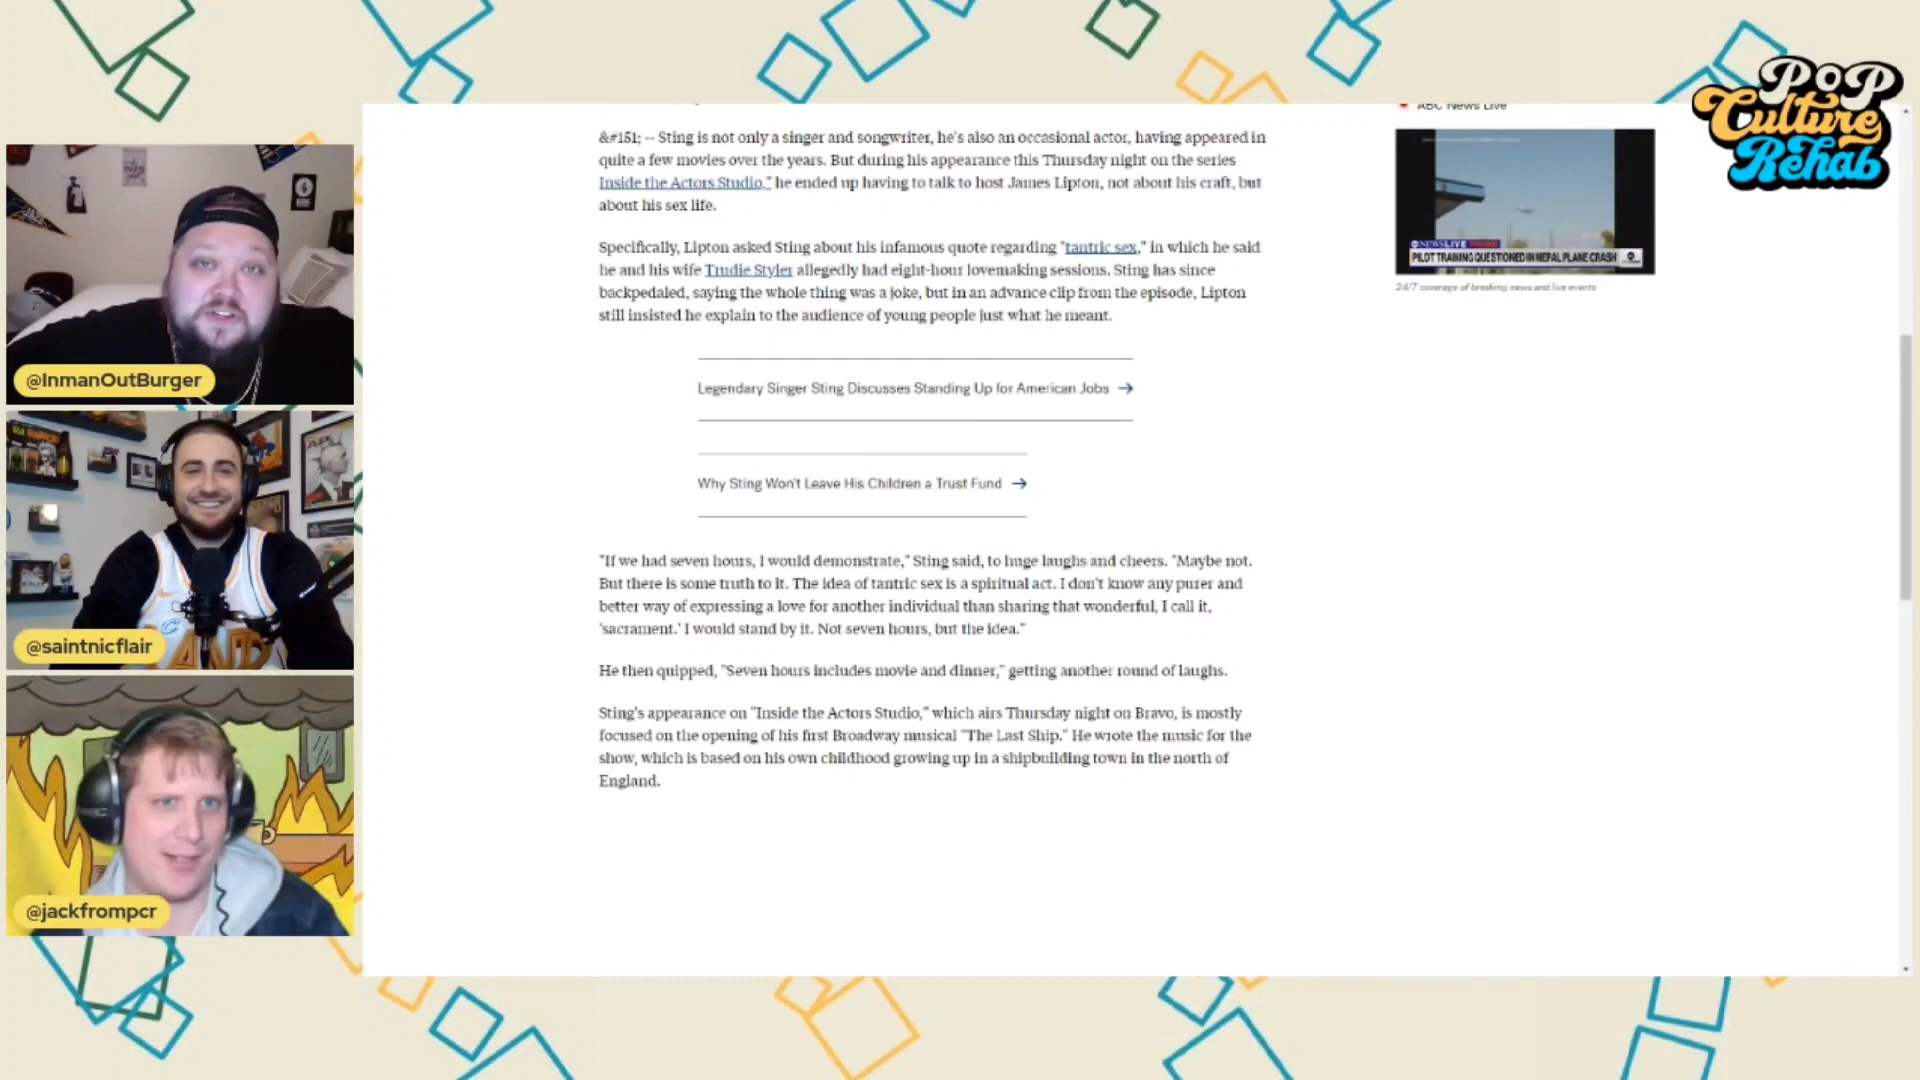 POP
Culture
Rehab
ABC News Live
&#151; -- Sting is not only a singer and songwriter, he's also an occasional actor, having appeared in
quite a few movies over the years. But during his appearance this Thursday night on the series
Inside the Actors Studio," he ended up having to talk to host James Lipton, not about his craft, but
about his sex life.
Specifically, Lipton asked Sting about his infamous quote regarding "tantric sex," in which he said
he and his wife Trudie Styler allegedly had eight-hour lovemaking sessions. Sting has since
backpedaled, saying the whole thing was a joke, but in an advance clip from the episode, Lipton
still insisted he explain to the audience of young people just what he meant.
Legendary Singer Sting Discusses Standing Up for American Jobs →
Why Sting Won't Leave His Children a Trust Fund →
"If we had seven hours, I would demonstrate," Sting said, to huge laughs and cheers. "Maybe not.
But there is some truth to it. The idea of tantric sex is a spiritual act. I don't know any purer and
better way of expressing a love for another individual than sharing that wonderful, I call it,
'sacrament.' I would stand by it. Not seven hours, but the idea."
He then quipped, "Seven hours includes movie and dinner," getting another round of laughs.
Sting's appearance on "Inside the Actors Studio," which airs Thursday night on Bravo, is mostly
focused on the opening of his first Broadway musical "The Last Ship." He wrote the music for the
show, which is based on his own childhood growing up in a shipbuilding town in the north of
England.
NEWSLIVE
PILOT TRAINING QUESTIONED IN NEPAL PLANE CRASH
24/7 coverage of breaking news and live events
@InmanOutBurger
@saintnicflair
AND
@jackfrompcr